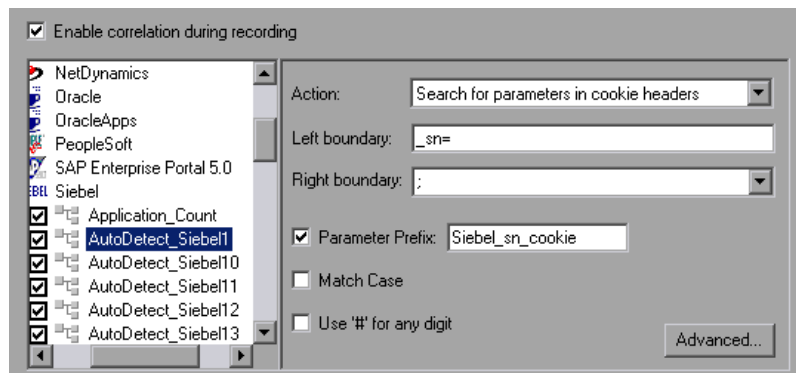 Enable correlation during recording
NetDynamics
Oracle
OracleApps
PeopleSoft
SAP Enterprise Portal 5.0
SIEBEL Siebel
Application_Count
AutoDetect_Siebel1
AutoDetect_Siebel10
AutoDetect_Siebel11
AutoDetect_Siebel12
AutoDetect_Siebel13
Action: Search for parameters in cookie headers
Left boundary: _sn=
Right boundary: ;
Parameter Prefix: Siebel_sn_cookie
Match Case
Use '#' for any digit
Advanced...